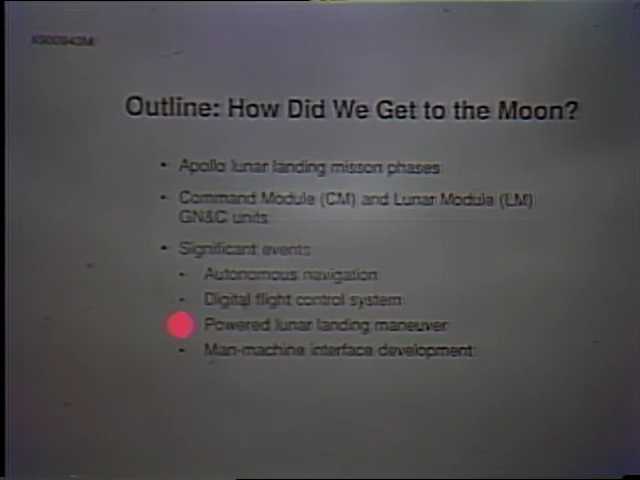 Outline: How Did We Get to the Moon?
• Apollo lunar landing misson phases
• Command Module (CM) and Lunar Module (LM)
GN&C units
• Significant events
• Autonomous navigation
• Digital flight control system
Powered lunar landing maneuver
• Man-machine interface development